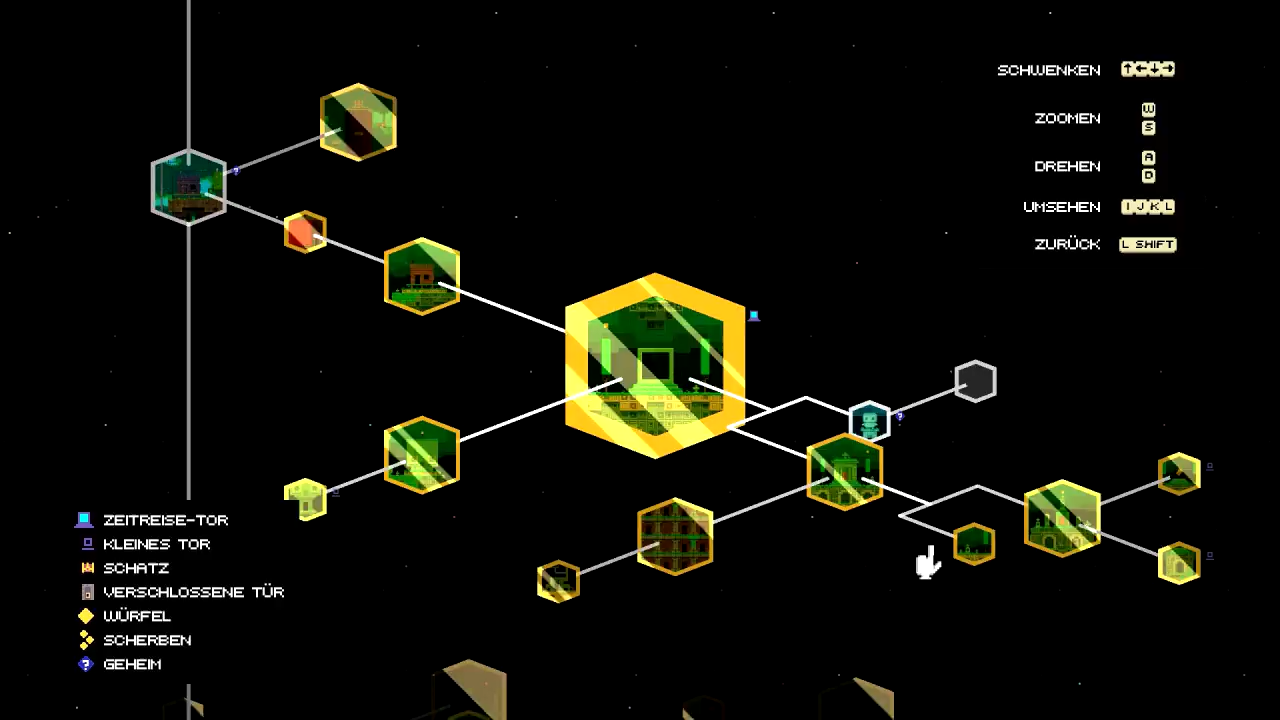 SCHWENKEN ↑←↓→
ZOOMEN W
S
DREHEN A
D
UMSEHEN I J K L
ZURÜCK L SHIFT
?
?
ZEITREISE-TOR
KLEINES TOR
SCHATZ
VERSCHLOSSENE TÜR
WÜRFEL
SCHERBEN
? GEHEIM